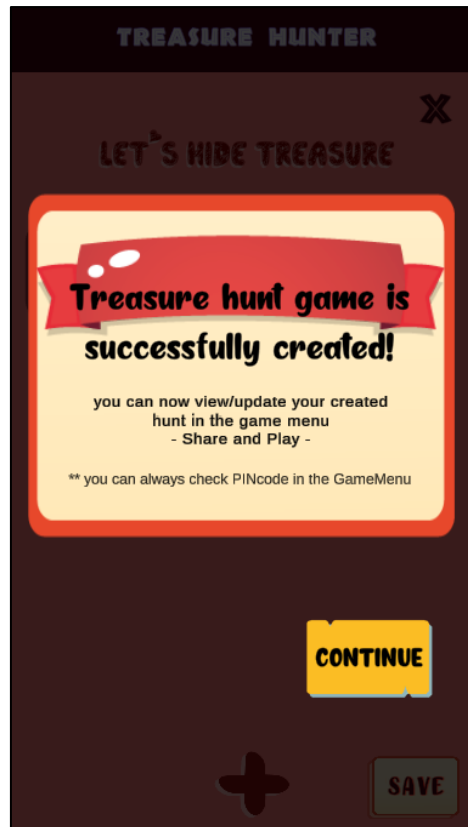 TREASURE HUNTER
X
LET'S HIDE TREASURE
Treasure hunt game is
successfully created!
you can now view/update your created
hunt in the game menu
- Share and Play -
** you can always check PINcode in the GameMenu
CONTINUE
SAVE